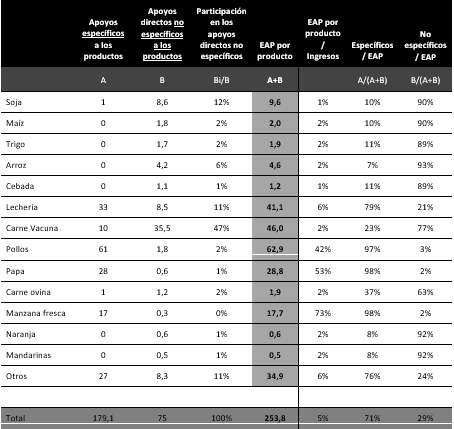 Apoyos específicos a los productos | Apoyos directos no específicos a los productos | Participación en los apoyos directos no específicos | EAP por producto | EAP por producto / Ingresos | Específicos / EAP | No específicos / EAP
A | B | Bi/B | A+B | A/(A+B) | B/(A+B)
Soja 1 8,6 12% 9,6 1% 10% 90%
Maíz 0 1,8 2% 2,0 2% 10% 90%
Trigo 0 1,7 2% 1,9 2% 11% 89%
Arroz 0 4,2 6% 4,6 2% 7% 93%
Cebada 0 1,1 1% 1,2 1% 11% 89%
Lechería 33 8,5 11% 41,1 6% 79% 21%
Carne Vacuna 10 35,5 47% 46,0 2% 23% 77%
Pollos 61 1,8 2% 62,9 42% 97% 3%
Papa 28 0,6 1% 28,8 53% 98% 2%
Carne ovina 1 1,2 2% 1,9 2% 37% 63%
Manzana fresca 17 0,3 0% 17,7 73% 98% 2%
Naranja 0 0,6 1% 0,6 2% 8% 92%
Mandarinas 0 0,5 1% 0,5 2% 8% 92%
Otros 27 8,3 11% 34,9 6% 76% 24%
Total 179,1 75 100% 253,8 5% 71% 29%